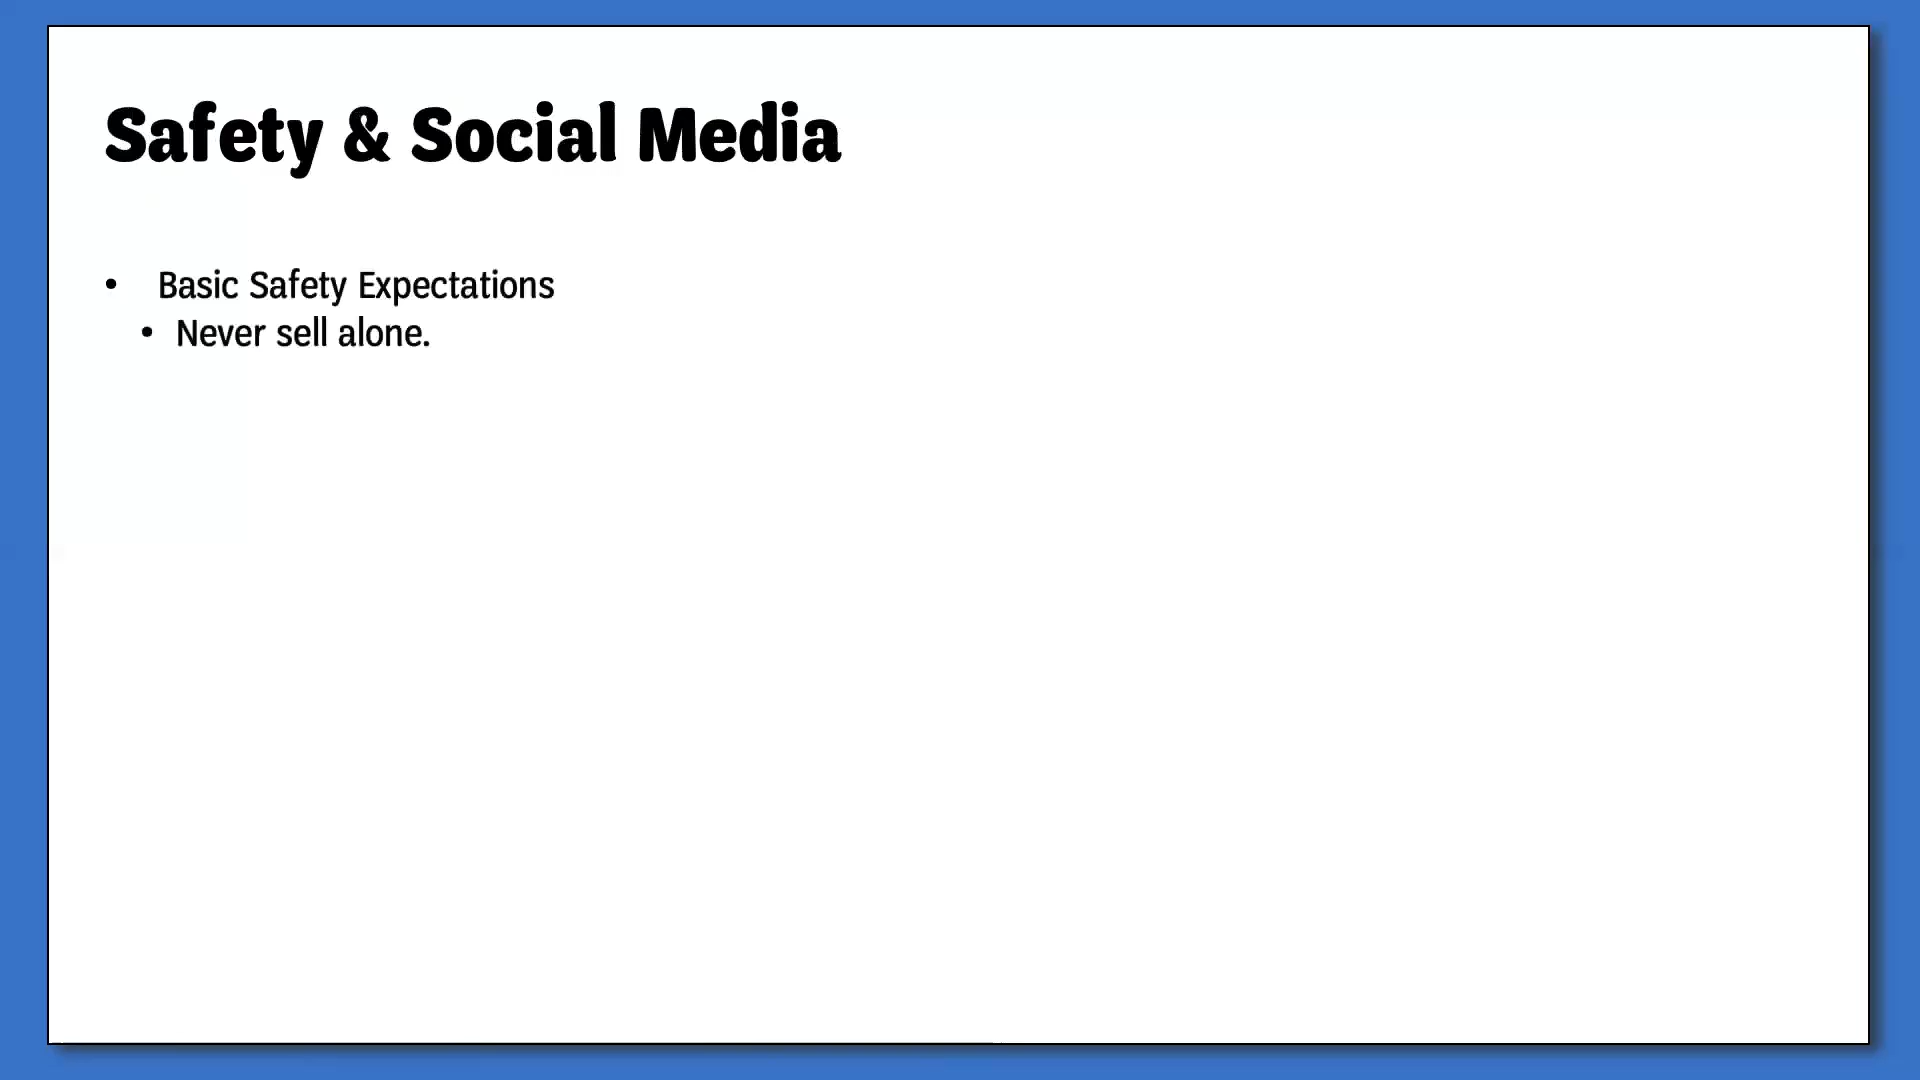 Safety & Social Media
• Basic Safety Expectations
• Never sell alone.